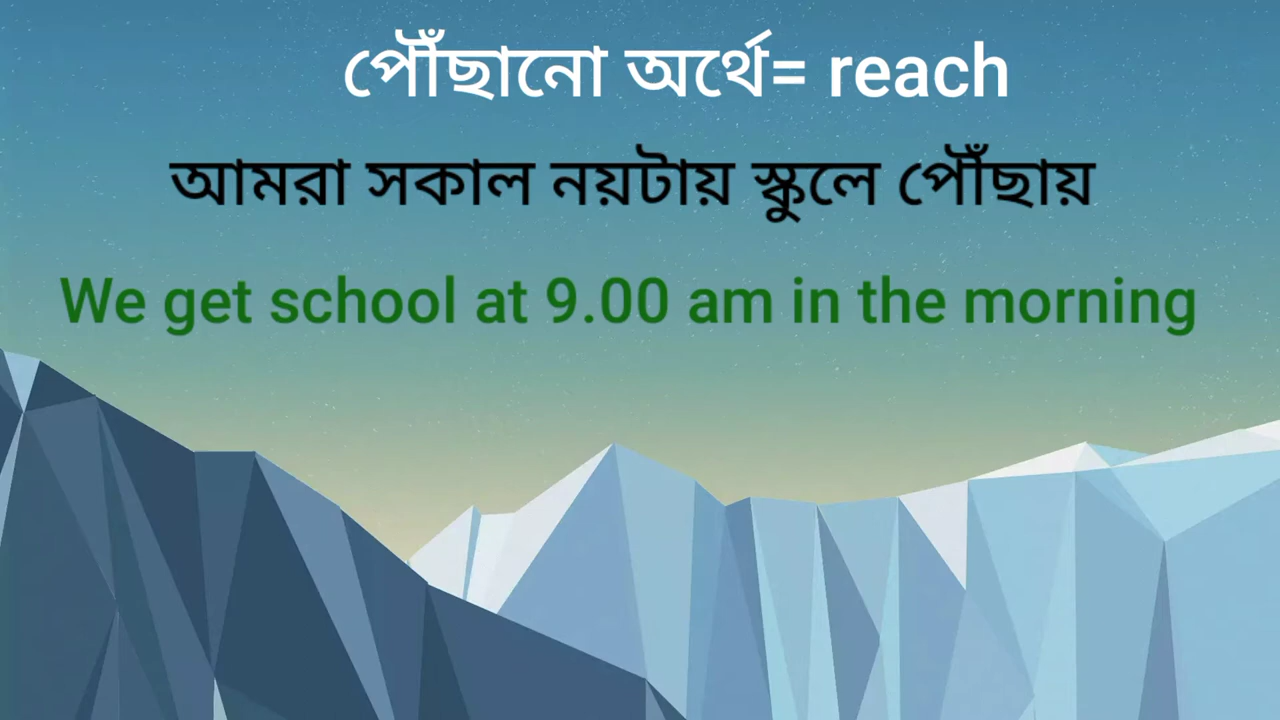 পৌঁছানো অর্থে= reach
আমরা সকাল নয়টায় স্কুলে পৌঁছায়
We get school at 9.00 am in the morning